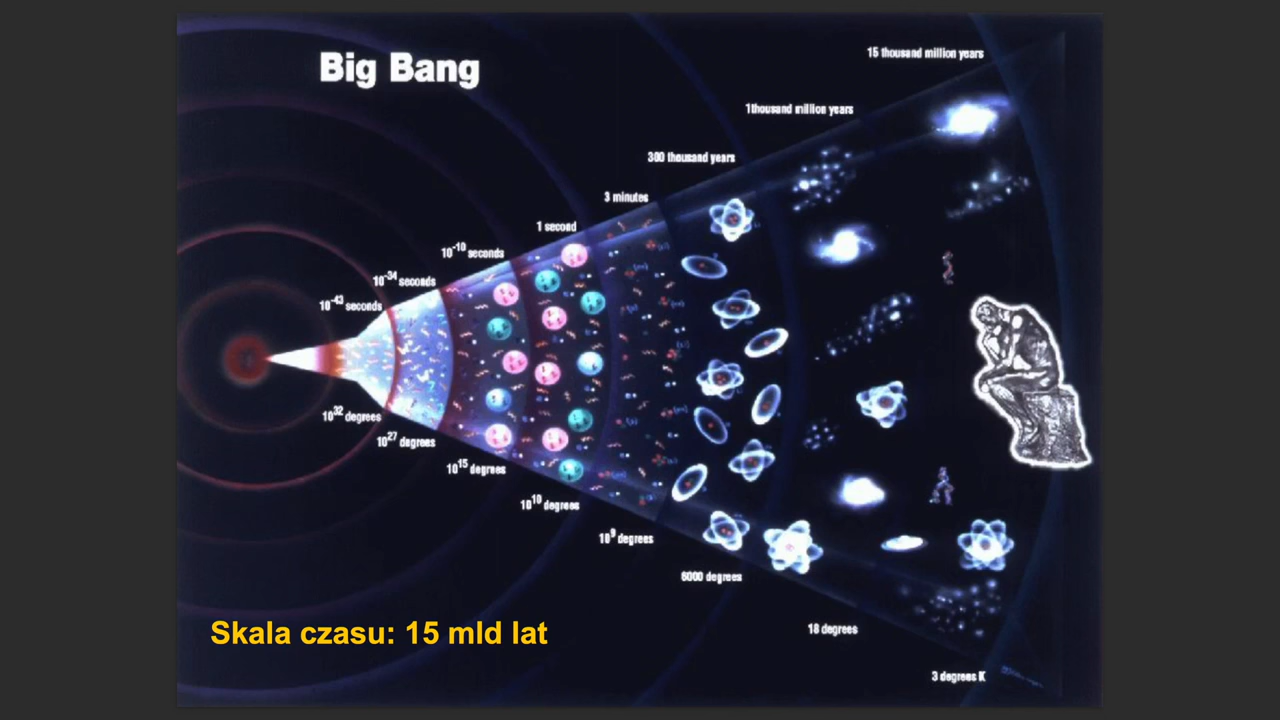 Big Bang
15 thousand million years
1thousand million years
300 thousand years
3 minutes
1 second
10⁻¹⁰ seconds
10⁻³⁴ seconds
10⁻⁴³ seconds
10³² degrees
10²⁷ degrees
10¹⁵ degrees
10¹⁰ degrees
10⁹ degrees
6000 degrees
18 degrees
3 degrees K
Skala czasu: 15 mld lat